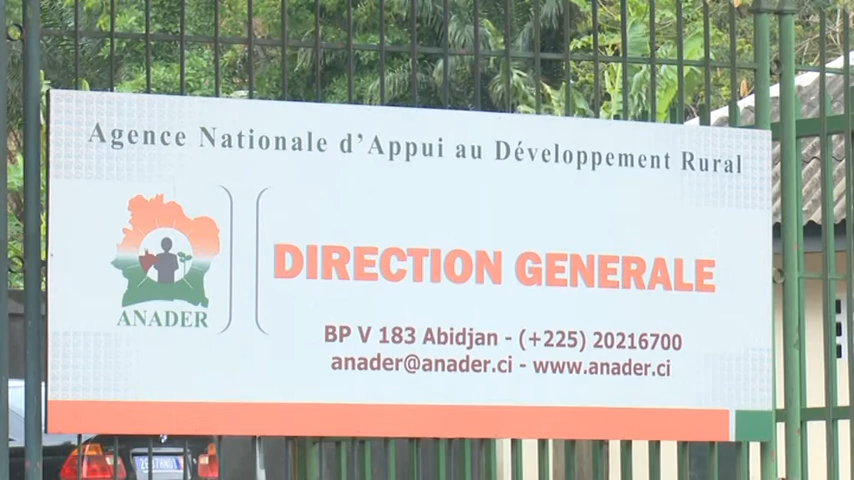 Agence Nationale d'Appui au Développement Rural
ANADER
DIRECTION GENERALE
BP V 183 Abidjan - (+225) 20216700
anader@anader.ci - www.anader.ci